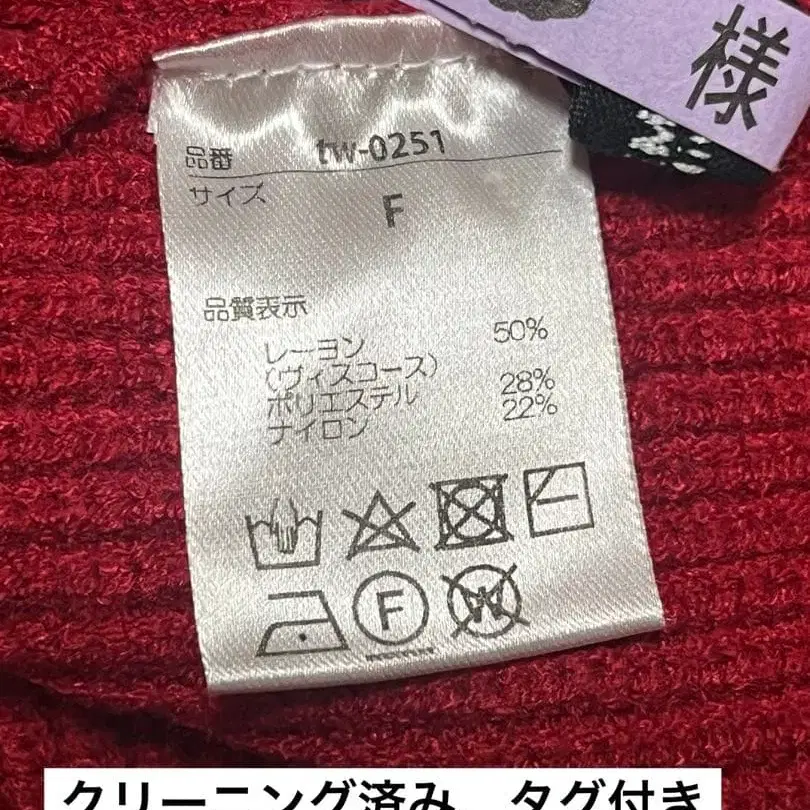 様
品番 tw-0251
サイズ F
品質表示
レーヨン 50%
(ヴィスコース)
ポリエステル 28%
ナイロン 22%
F
W
クリーニング済み、タグ付き